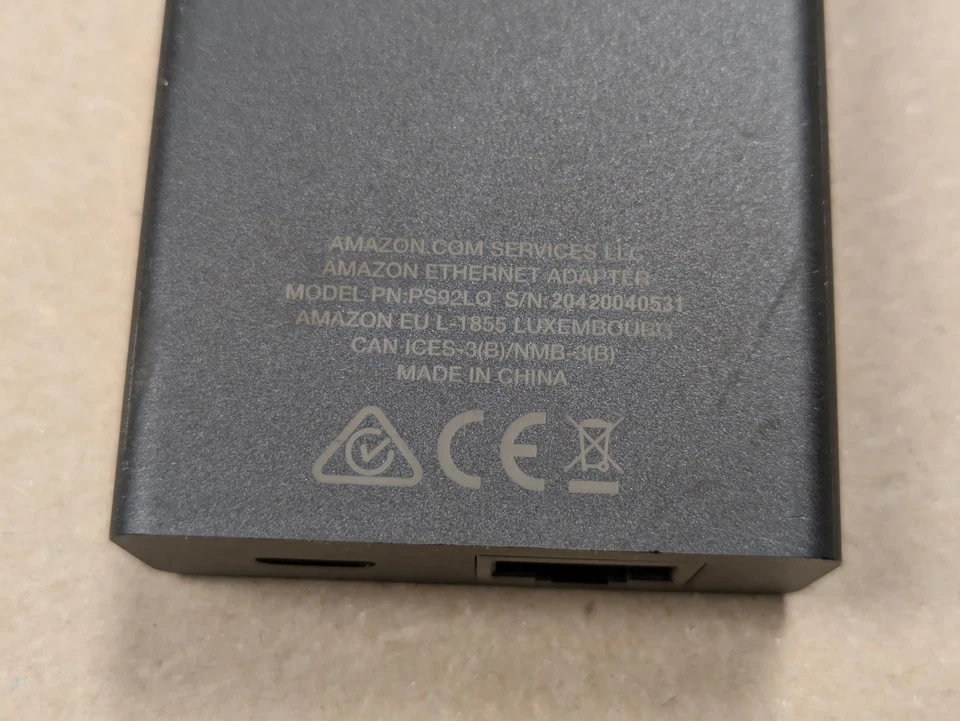 AMAZON COM SERVICES LLC
AMAZON ETHERNET ADAPTER
MODEL PN:PS92LQ S/N:20420040531
AMAZON EU L-1855 LUXEMBOURG
CAN ICES-3(B)/NMB-3(B)
MADE IN CHINA
CE